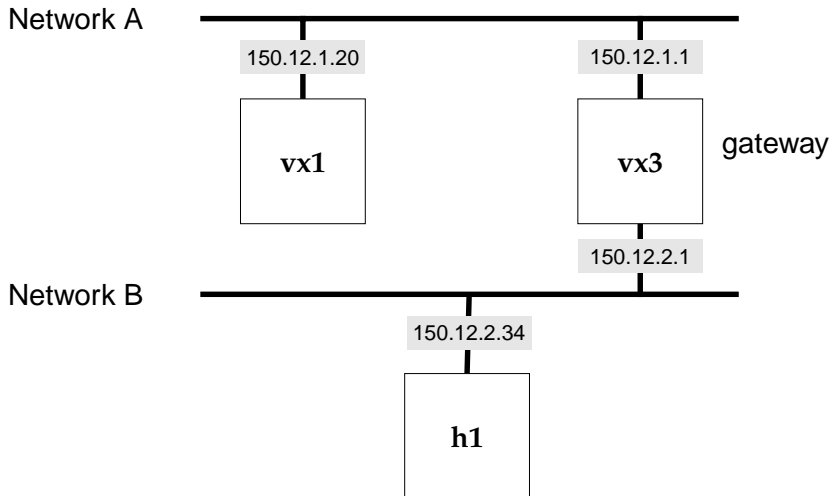 Network A
150.12.1.20
150.12.1.1
vx1
vx3
gateway
150.12.2.1
Network B
150.12.2.34
h1